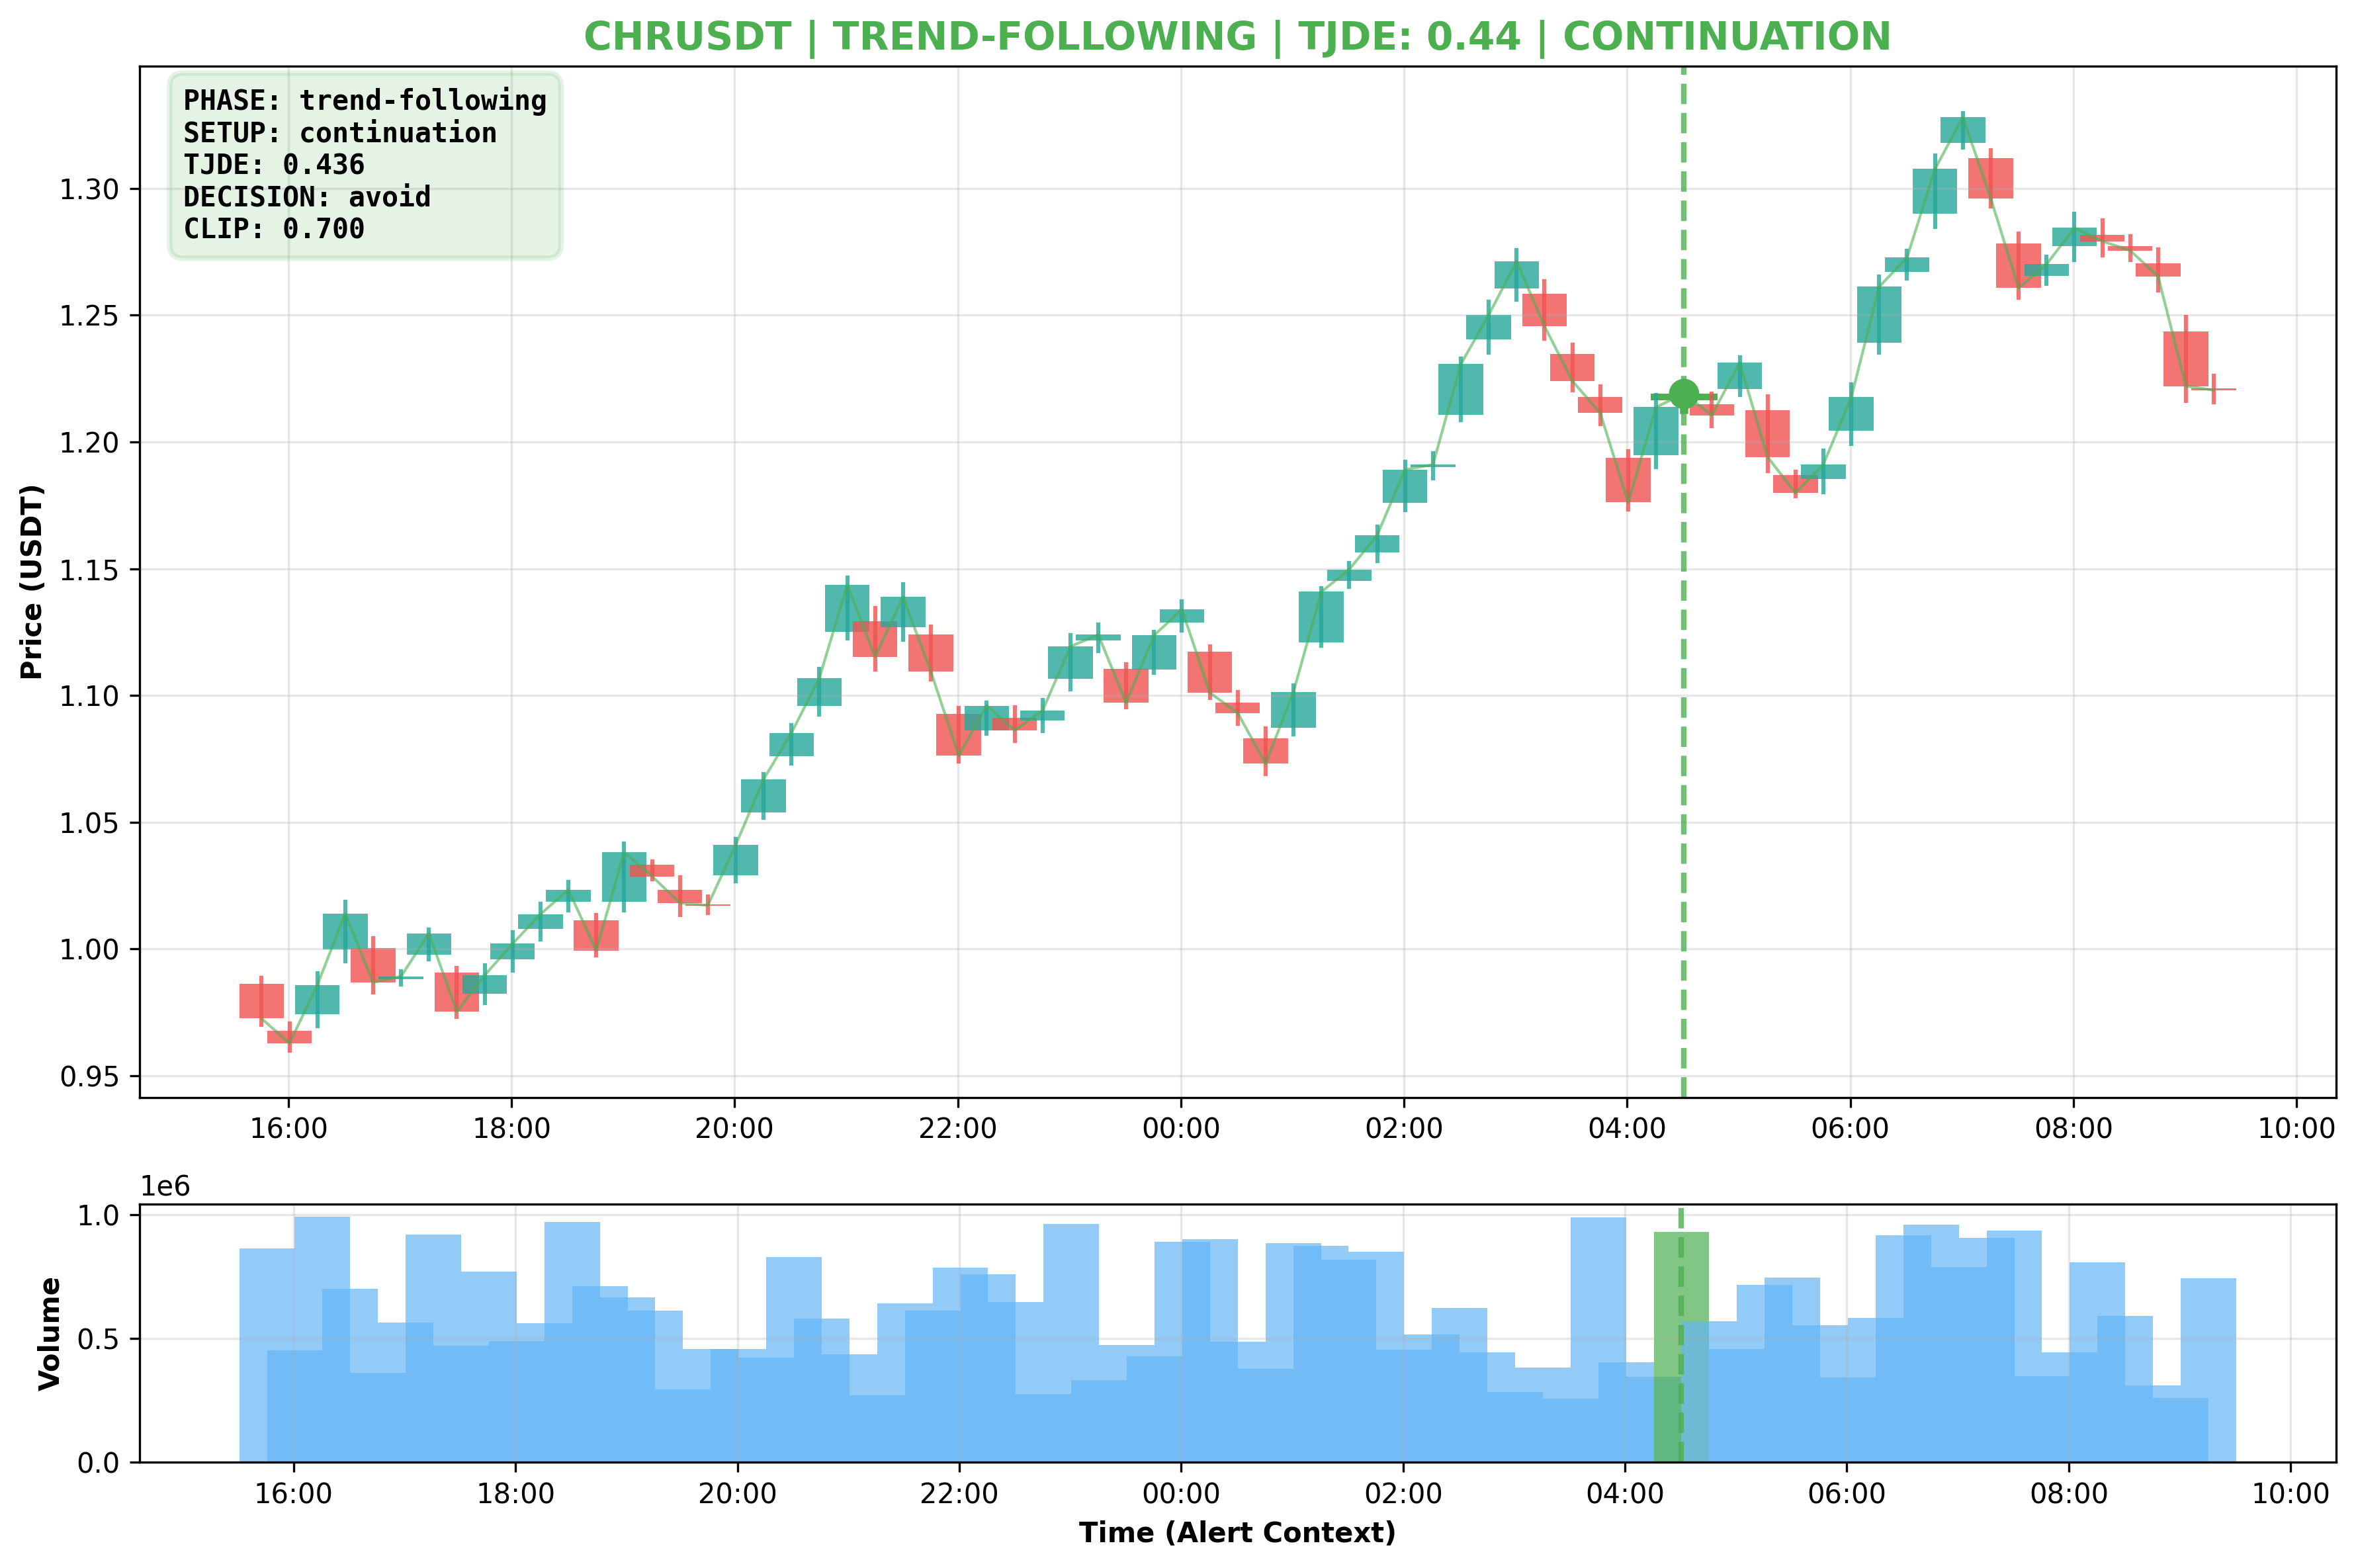 CHRUSDT | TREND-FOLLOWING | TJDE: 0.44 | CONTINUATION
PHASE: trend-following
SETUP: continuation
TJDE: 0.436
DECISION: avoid
CLIP: 0.700
Price (USDT)
1.30
1.25
1.20
1.15
1.10
1.05
1.00
0.95
16:00 18:00 20:00 22:00 00:00 02:00 04:00 06:00 08:00 10:00
1e6
Volume
1.0
0.5
0.0
16:00 18:00 20:00 22:00 00:00 02:00 04:00 06:00 08:00 10:00
Time (Alert Context)